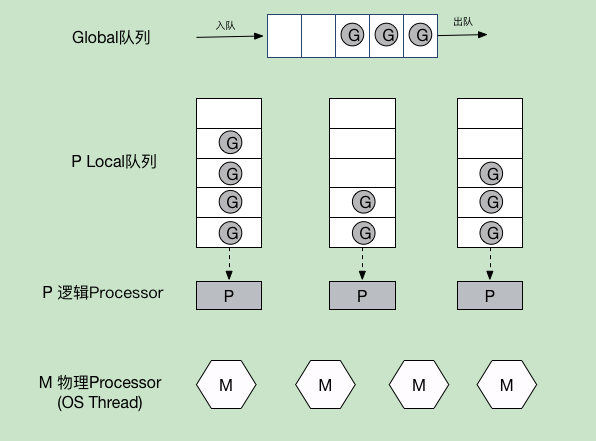 Global队列
入队
G G G
出队
P Local队列
G
G G
G G G
G G G
P 逻辑Processor
P P P
M 物理Processor
(OS Thread)
M M M M